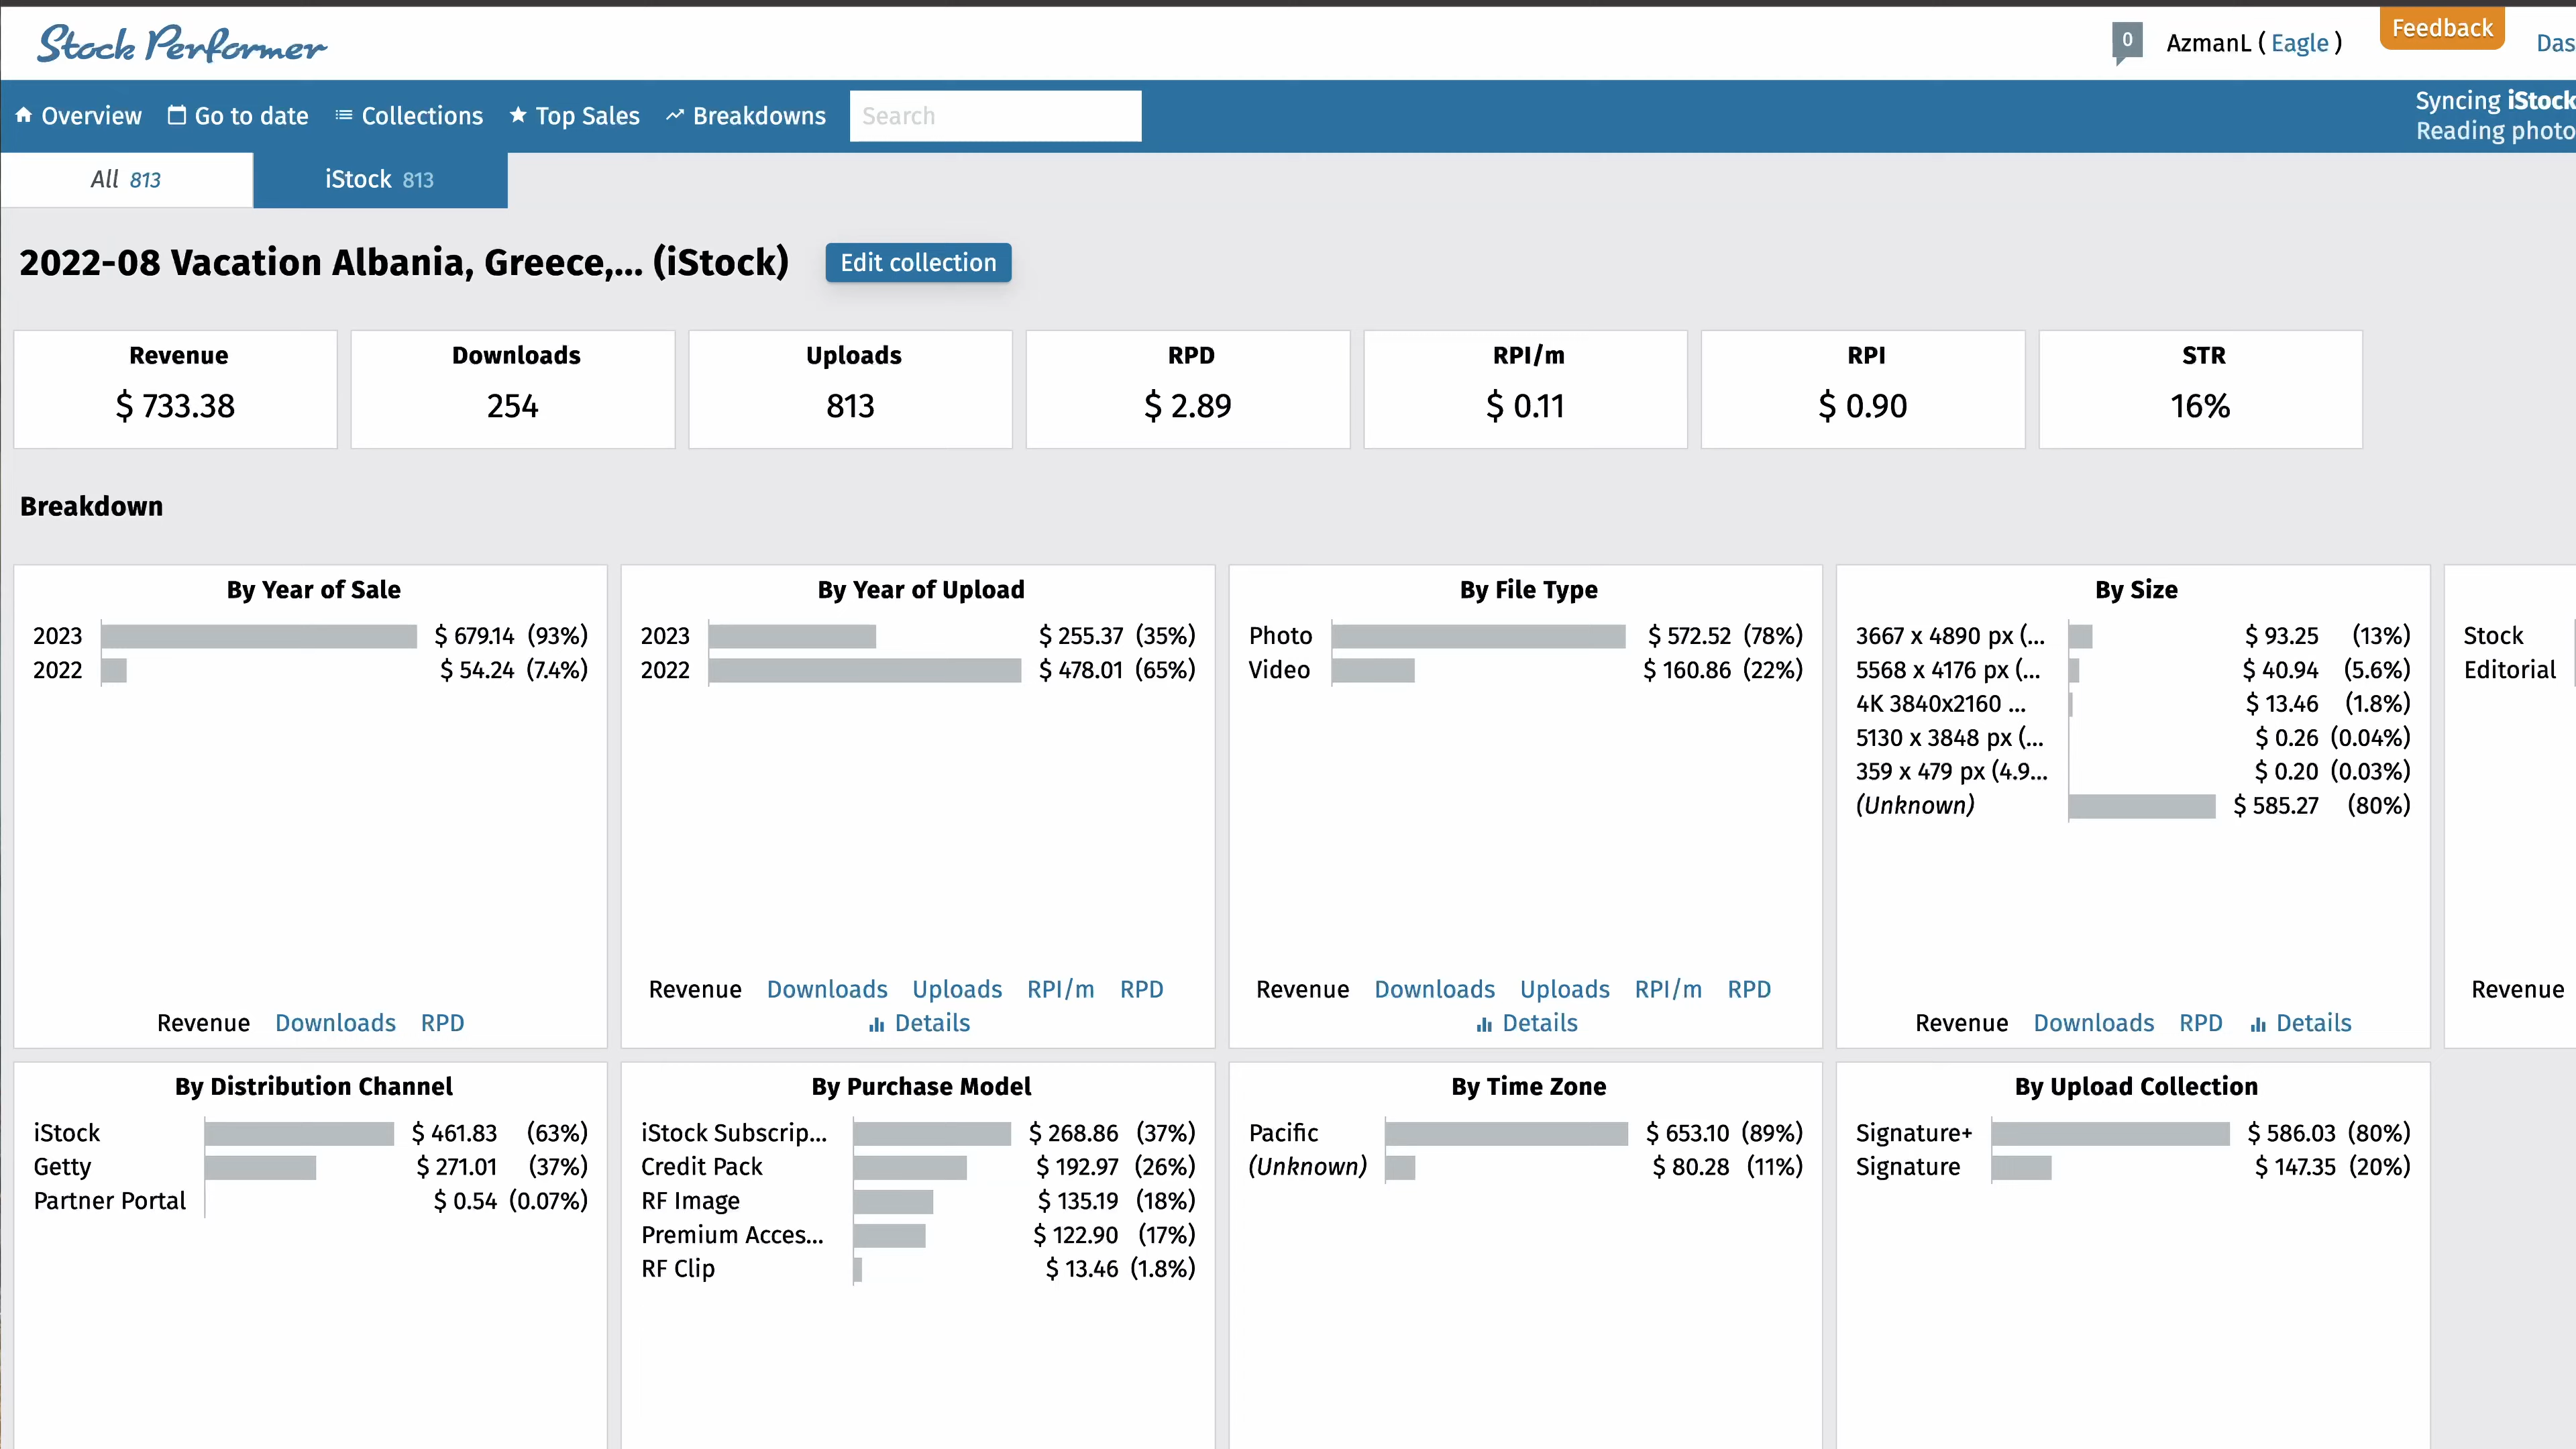 Stock Performer
0
AzmanL ( Eagle )
Feedback
Das
Overview
Go to date
Collections
Top Sales
Breakdowns
Search
Syncing iStock
Reading photo
All 813
iStock 813
2022-08 Vacation Albania, Greece,... (iStock)
Edit collection
Revenue
$ 733.38
Downloads
254
Uploads
813
RPD
$ 2.89
RPI/m
$ 0.11
RPI
$ 0.90
STR
16%
Breakdown
By Year of Sale
2023 $ 679.14 (93%)
2022 $ 54.24 (7.4%)
Revenue Downloads RPD
By Year of Upload
2023 $ 255.37 (35%)
2022 $ 478.01 (65%)
Revenue Downloads Uploads RPI/m RPD
Details
By File Type
Photo $ 572.52 (78%)
Video $ 160.86 (22%)
Revenue Downloads Uploads RPI/m RPD
Details
By Size
3667 x 4890 px (... $ 93.25 (13%)
5568 x 4176 px (... $ 40.94 (5.6%)
4K 3840x2160 ... $ 13.46 (1.8%)
5130 x 3848 px (... $ 0.26 (0.04%)
359 x 479 px (4.9... $ 0.20 (0.03%)
(Unknown) $ 585.27 (80%)
Revenue Downloads RPD Details
Stock
Editorial
Revenue
By Distribution Channel
iStock $ 461.83 (63%)
Getty $ 271.01 (37%)
Partner Portal $ 0.54 (0.07%)
By Purchase Model
iStock Subscrip... $ 268.86 (37%)
Credit Pack $ 192.97 (26%)
RF Image $ 135.19 (18%)
Premium Acces... $ 122.90 (17%)
RF Clip $ 13.46 (1.8%)
By Time Zone
Pacific $ 653.10 (89%)
(Unknown) $ 80.28 (11%)
By Upload Collection
Signature+ $ 586.03 (80%)
Signature $ 147.35 (20%)